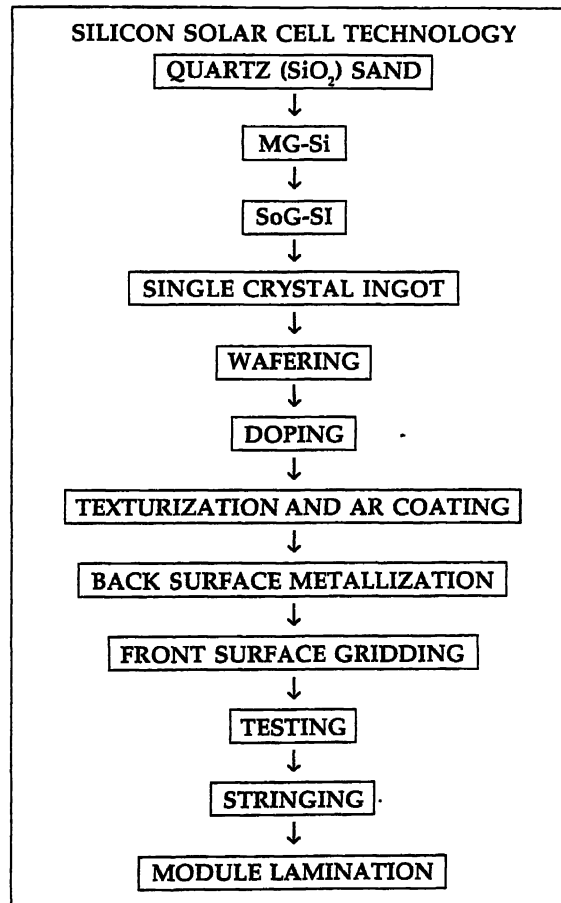 SILICON SOLAR CELL TECHNOLOGY
QUARTZ (SiO₂) SAND
MG-Si
SoG-SI
SINGLE CRYSTAL INGOT
WAFERING
DOPING
TEXTURIZATION AND AR COATING
BACK SURFACE METALLIZATION
FRONT SURFACE GRIDDING
TESTING
STRINGING
MODULE LAMINATION